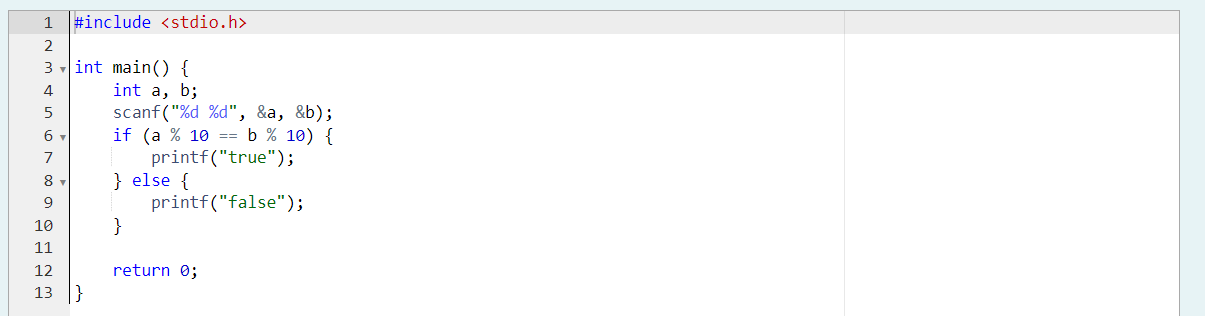 1 #include <stdio.h>
2
3 int main() {
4     int a, b;
5     scanf("%d %d", &a, &b);
6     if (a % 10 == b % 10) {
7         printf("true");
8     } else {
9         printf("false");
10     }
11
12     return 0;
13 }